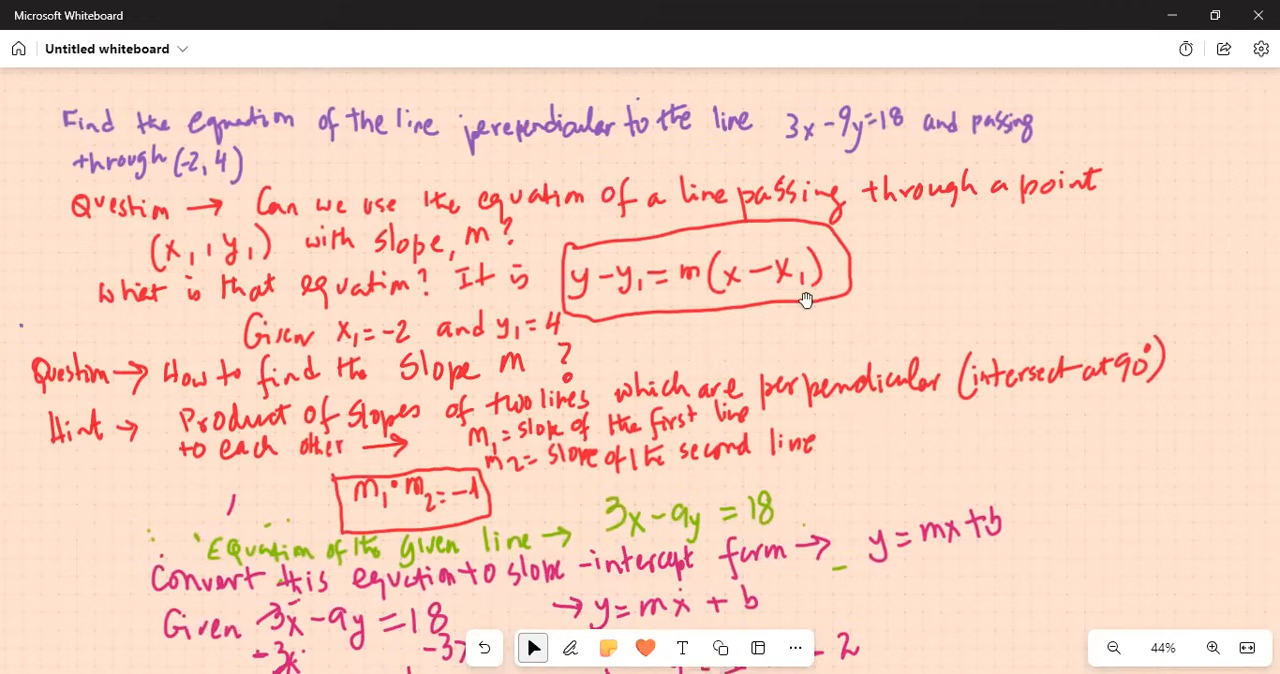 Microsoft Whiteboard
Untitled whiteboard
Find the equation of the line perependicular to the line 3x-9y=18 and passing
through (-2, 4)
Question → Can we use the equation of a line passing through a point
(x₁, y₁) with slope, m?
What is that equation? It is y-y₁=m(x-x₁)
Given x₁=-2 and y₁=4
Question → How to find the Slope m ?
Hint → Product of Slopes of two lines which are perpendicular (intersect at 90°)
to each other → m₁=slope of the first line
m2=slope of the second line
m₁·m₂=-1
Equation of the given line → 3x-9y=18
Convert this equation to slope-intercept form → y=mx+b
Given 3x-9y=18 → y=mx+b
-3x -3x - 2
44%